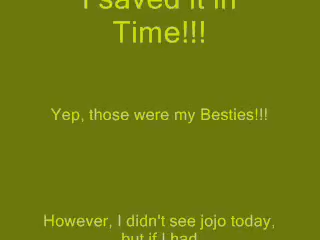 I saved it in
Time!!!
Yep, those were my Besties!!!
However, I didn't see jojo today,
but if I had